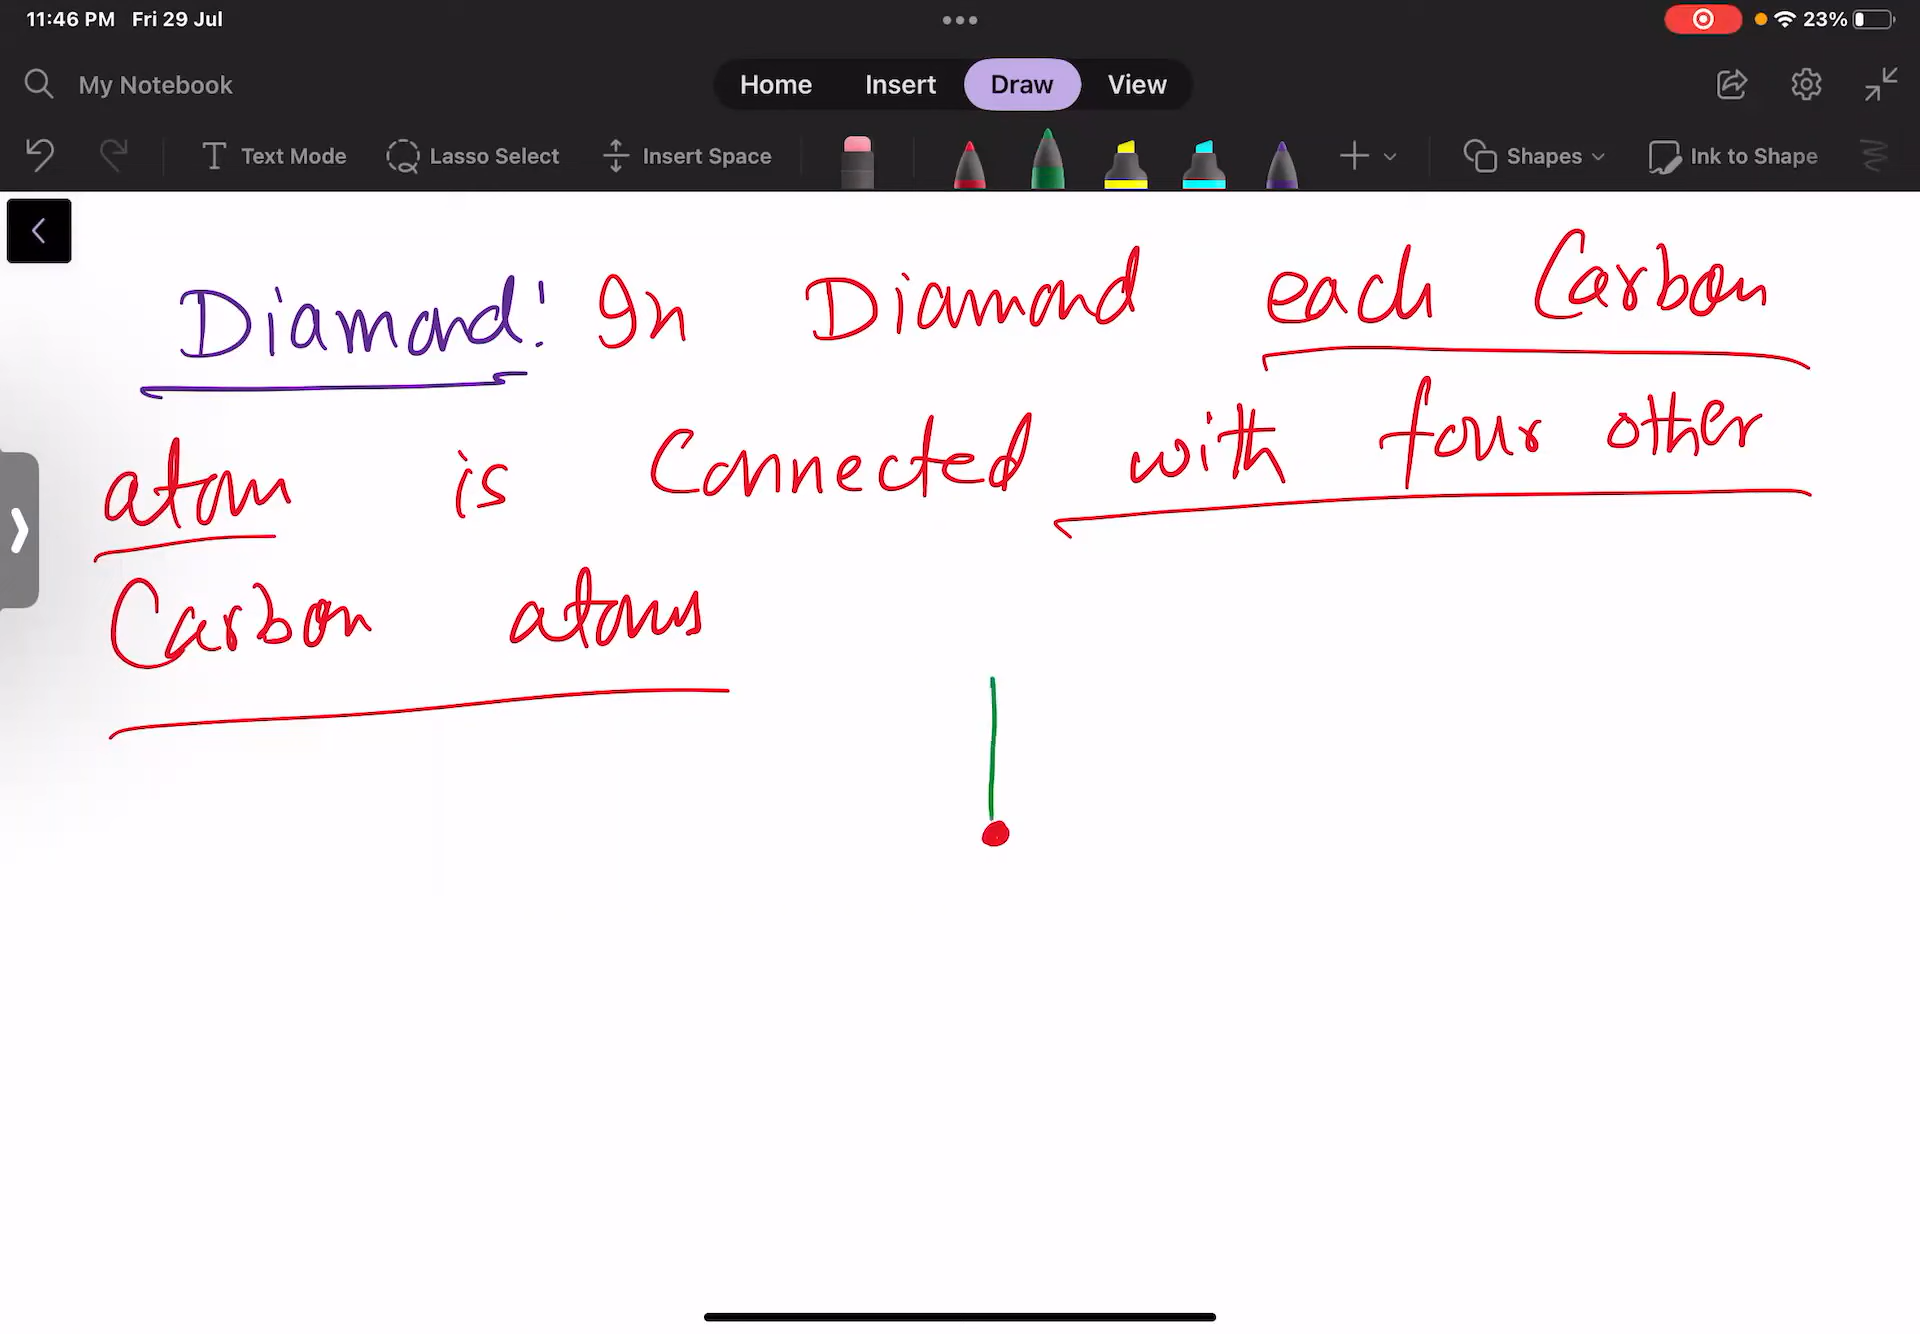 11:46 PM Fri 29 Jul 23%
My Notebook Home Insert Draw View
Text Mode Lasso Select Insert Space Shapes Ink to Shape
Diamond: In Diamond each Carbon
atom is Connected with four other
Carbon atoms